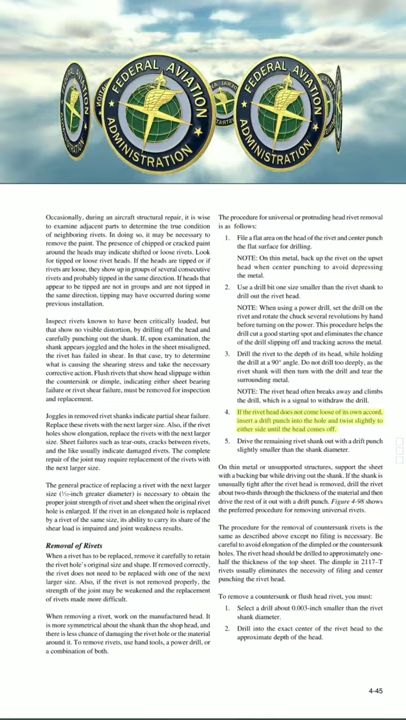 FEDERAL AVIATION
ADMINISTRATION
FEDERAL AVIATION
ADMINISTRATION
Occasionally, during an aircraft structural repair, it is wise
to examine adjacent parts to determine the true condition
of neighboring rivets. In doing so, it may be necessary to
remove the paint. The presence of chipped or cracked paint
around the heads may indicate shifted or loose rivets. Look
for tipped or loose rivet heads. If the heads are tipped or if
rivets are loose, they show up in groups of several consecutive
rivets and probably tipped in the same direction. If heads that
appear to be tipped are not in groups and are not tipped in
the same direction, tipping may have occurred during some
previous installation.
Inspect rivets known to have been critically loaded, but
that show no visible distortion, by drilling off the head and
carefully punching out the shank. If, upon examination, the
shank appears joggled and the holes in the sheet misaligned,
the rivet has failed in shear. In that case, try to determine
what is causing the shearing stress and take the necessary
corrective action. Flush rivets that show head slippage within
the countersink or dimple, indicating either sheet bearing
failure or rivet shear failure, must be removed for inspection
and replacement.
Joggles in removed rivet shanks indicate partial shear failure.
Replace these rivets with the next larger size. Also, if the rivet
holes show elongation, replace the rivets with the next larger
size. Sheet failures such as tear-outs, cracks between rivets,
and the like usually indicate damaged rivets. The complete
repair of the joint may require replacement of the rivets with
the next larger size.
The general practice of replacing a rivet with the next larger
size (1⁄32-inch greater diameter) is necessary to obtain the
proper joint strength of rivet and sheet when the original rivet
hole is enlarged. If the rivet in an elongated hole is replaced
by a rivet of the same size, its ability to carry its share of the
shear load is impaired and joint weakness results.
Removal of Rivets
When a rivet has to be replaced, remove it carefully to retain
the rivet hole's original size and shape. If removed correctly,
the rivet does not need to be replaced with one of the next
larger size. Also, if the rivet is not removed properly, the
strength of the joint may be weakened and the replacement
of rivets made more difficult.
When removing a rivet, work on the manufactured head. It
is more symmetrical about the shank than the shop head, and
there is less chance of damaging the rivet hole or the material
around it. To remove rivets, use hand tools, a power drill, or
a combination of both.
The procedure for universal or protruding head rivet removal
is as follows:
1. File a flat area on the head of the rivet and center punch
the flat surface for drilling.
NOTE: On thin metal, back up the rivet on the upset
head when center punching to avoid depressing
the metal.
2. Use a drill bit one size smaller than the rivet shank to
drill out the rivet head.
NOTE: When using a power drill, set the drill on the
rivet and rotate the chuck several revolutions by hand
before turning on the power. This procedure helps the
drill cut a good starting spot and eliminates the chance
of the drill slipping off and tracking across the metal.
3. Drill the rivet to the depth of its head, while holding
the drill at a 90° angle. Do not drill too deeply, as the
rivet shank will then turn with the drill and tear the
surrounding metal.
NOTE: The rivet head often breaks away and climbs
the drill, which is a signal to withdraw the drill.
4. If the rivet head does not come loose of its own accord,
insert a drift punch into the hole and twist slightly to
either side until the head comes off.
5. Drive the remaining rivet shank out with a drift punch
slightly smaller than the shank diameter.
On thin metal or unsupported structures, support the sheet
with a bucking bar while driving out the shank. If the shank is
unusually tight after the rivet head is removed, drill the rivet
about two-thirds through the thickness of the material and then
drive the rest of it out with a drift punch. Figure 4-98 shows
the preferred procedure for removing universal rivets.
The procedure for the removal of countersunk rivets is the
same as described above except no filing is necessary. Be
careful to avoid elongation of the dimpled or the countersunk
holes. The rivet head should be drilled to approximately one-
half the thickness of the top sheet. The dimple in 2117–T
rivets usually eliminates the necessity of filing and center
punching the rivet head.
To remove a countersunk or flush head rivet, you must:
1. Select a drill about 0.003-inch smaller than the rivet
shank diameter.
2. Drill into the exact center of the rivet head to the
approximate depth of the head.
4-45